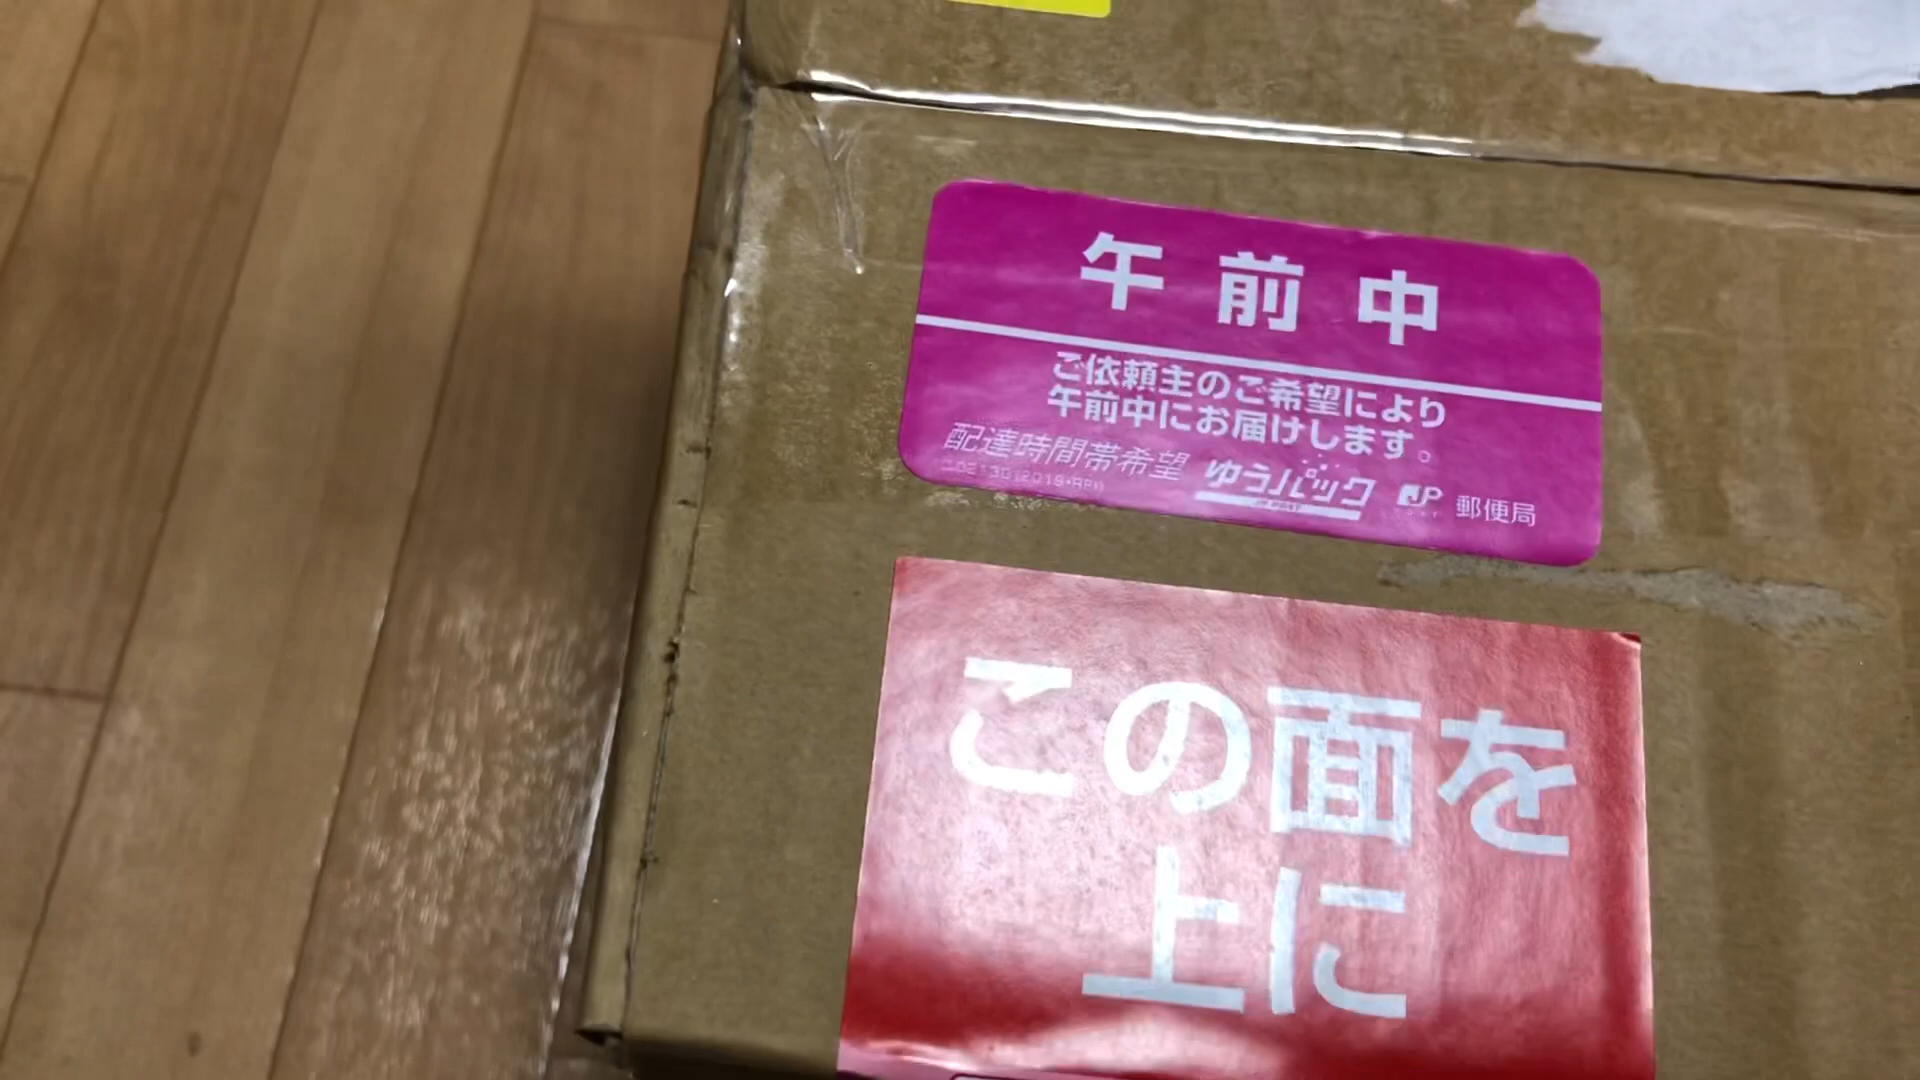 午前中
ご依頼主のご希望により
午前中にお届けします。
配達時間帯希望 ゆうパック JP 郵便局
この面を
上に